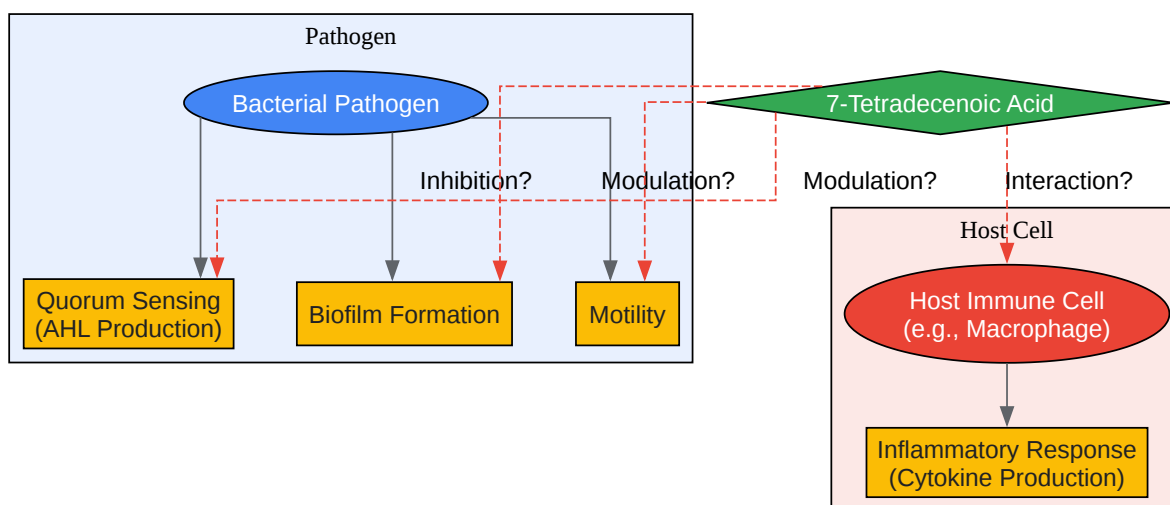 Pathogen
Bacterial Pathogen
7-Tetradecenoic Acid
Inhibition?
Modulation?
Modulation?
Interaction?
Host Cell
Quorum Sensing
(AHL Production)
Biofilm Formation
Motility
Host Immune Cell
(e.g., Macrophage)
Inflammatory Response
(Cytokine Production)